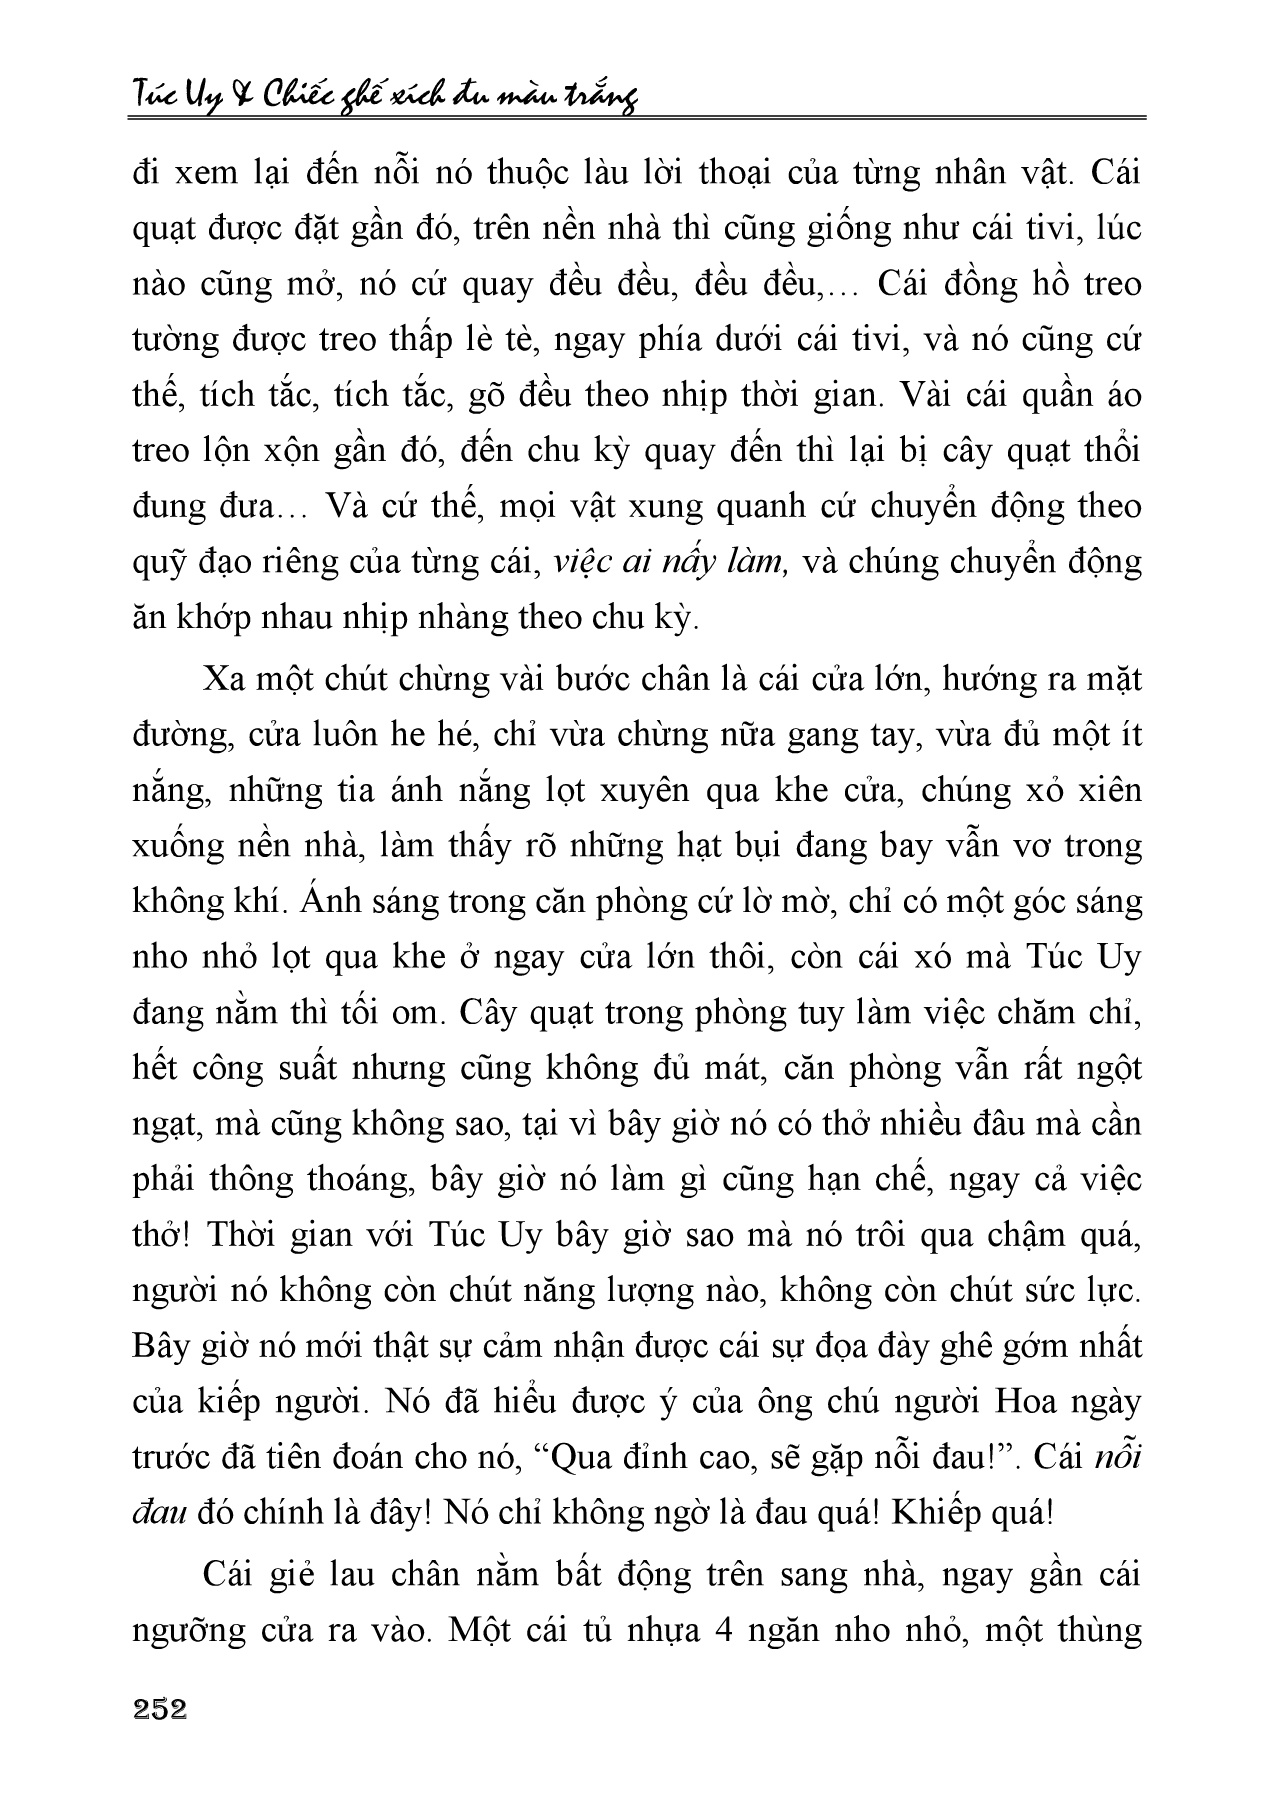 Túc Uy & Chiếc ghế xích đu màu trắng
đi xem lại đến nỗi nó thuộc làu lời thoại của từng nhân vật. Cái
quạt được đặt gần đó, trên nền nhà thì cũng giống như cái tivi, lúc
nào cũng mở, nó cứ quay đều đều, đều đều,… Cái đồng hồ treo
tường được treo thấp lè tè, ngay phía dưới cái tivi, và nó cũng cứ
thế, tích tắc, tích tắc, gõ đều theo nhịp thời gian. Vài cái quần áo
treo lộn xộn gần đó, đến chu kỳ quay đến thì lại bị cây quạt thổi
đung đưa… Và cứ thế, mọi vật xung quanh cứ chuyển động theo
quỹ đạo riêng của từng cái, việc ai nấy làm, và chúng chuyển động
ăn khớp nhau nhịp nhàng theo chu kỳ.
Xa một chút chừng vài bước chân là cái cửa lớn, hướng ra mặt
đường, cửa luôn he hé, chỉ vừa chừng nữa gang tay, vừa đủ một ít
nắng, những tia ánh nắng lọt xuyên qua khe cửa, chúng xỏ xiên
xuống nền nhà, làm thấy rõ những hạt bụi đang bay vẫn vơ trong
không khí. Ánh sáng trong căn phòng cứ lờ mờ, chỉ có một góc sáng
nho nhỏ lọt qua khe ở ngay cửa lớn thôi, còn cái xó mà Túc Uy
đang nằm thì tối om. Cây quạt trong phòng tuy làm việc chăm chỉ,
hết công suất nhưng cũng không đủ mát, căn phòng vẫn rất ngột
ngạt, mà cũng không sao, tại vì bây giờ nó có thở nhiều đâu mà cần
phải thông thoáng, bây giờ nó làm gì cũng hạn chế, ngay cả việc
thở! Thời gian với Túc Uy bây giờ sao mà nó trôi qua chậm quá,
người nó không còn chút năng lượng nào, không còn chút sức lực.
Bây giờ nó mới thật sự cảm nhận được cái sự đọa đày ghê gớm nhất
của kiếp người. Nó đã hiểu được ý của ông chú người Hoa ngày
trước đã tiên đoán cho nó, “Qua đỉnh cao, sẽ gặp nỗi đau!”. Cái nỗi
đau đó chính là đây! Nó chỉ không ngờ là đau quá! Khiếp quá!
Cái giẻ lau chân nằm bất động trên sang nhà, ngay gần cái
ngưỡng cửa ra vào. Một cái tủ nhựa 4 ngăn nho nhỏ, một thùng
252